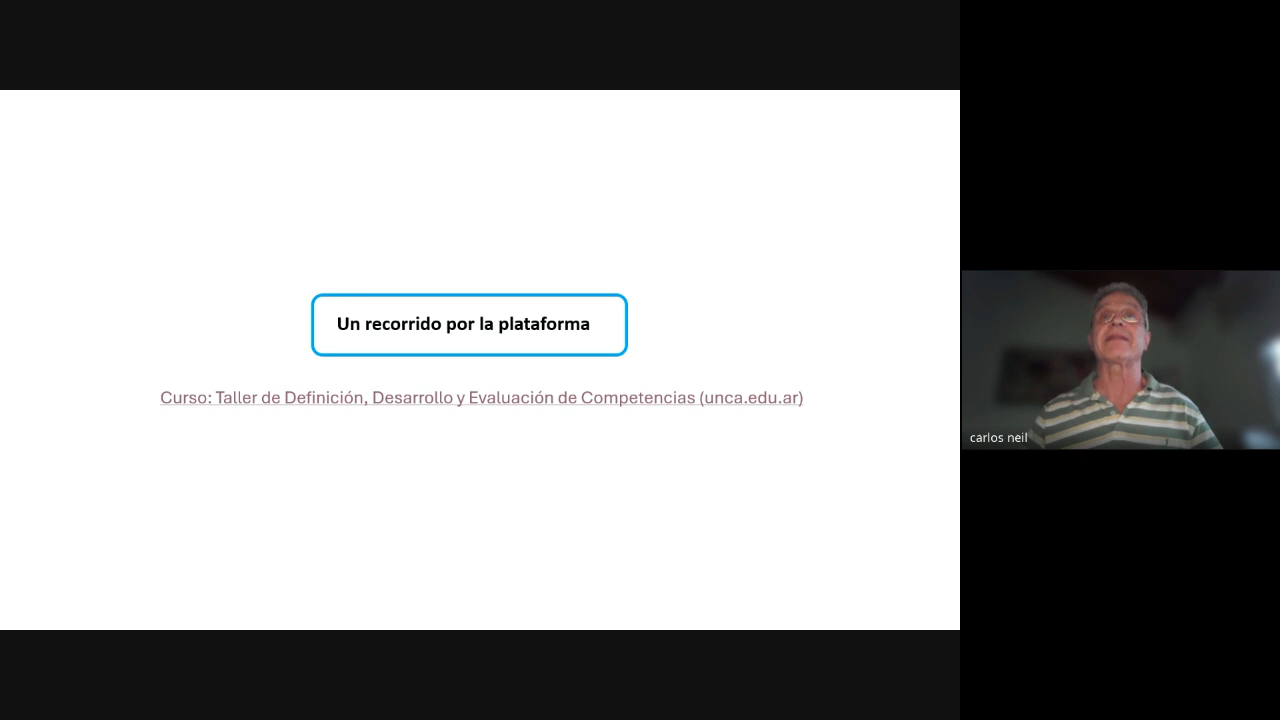 Un recorrido por la plataforma
Curso: Taller de Definición, Desarrollo y Evaluación de Competencias (unca.edu.ar)
carlos neil